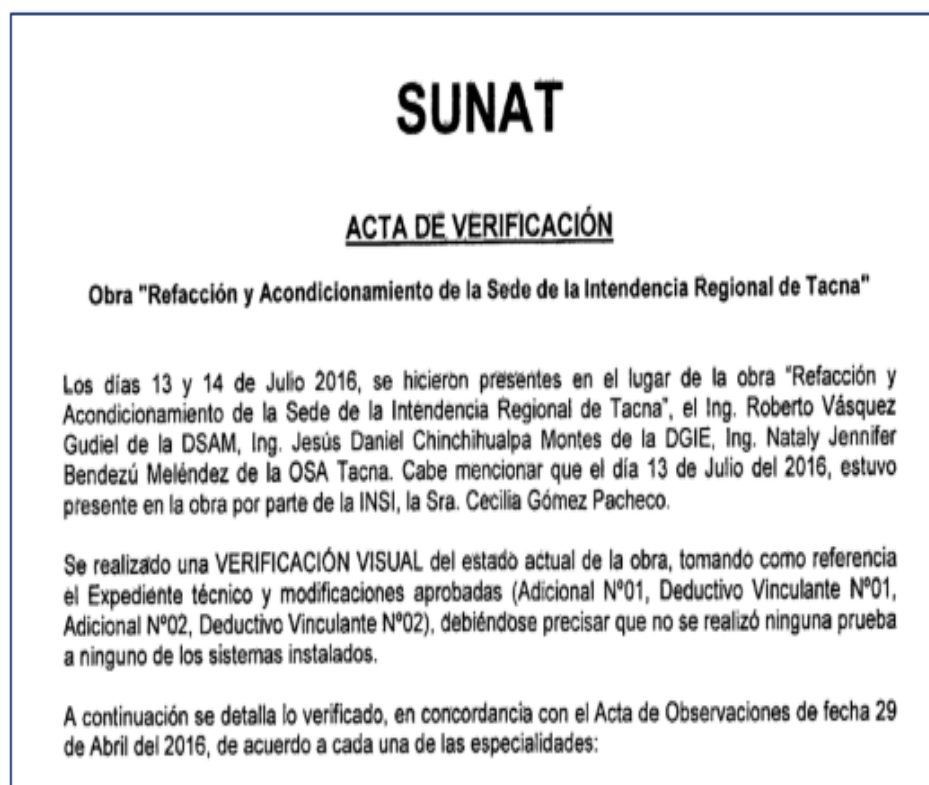 SUNAT
ACTA DE VERIFICACIÓN
Obra "Refacción y Acondicionamiento de la Sede de la Intendencia Regional de Tacna"
Los días 13 y 14 de Julio 2016, se hicieron presentes en el lugar de la obra "Refacción y
Acondicionamiento de la Sede de la Intendencia Regional de Tacna", el Ing. Roberto Vásquez
Gudiel de la DSAM, Ing. Jesús Daniel Chinchihualpa Montes de la DGIE, Ing. Nataly Jennifer
Bendezú Meléndez de la OSA Tacna. Cabe mencionar que el día 13 de Julio del 2016, estuvo
presente en la obra por parte de la INSI, la Sra. Cecilia Gómez Pacheco.
Se realizado una VERIFICACIÓN VISUAL del estado actual de la obra, tomando como referencia
el Expediente técnico y modificaciones aprobadas (Adicional Nº01, Deductivo Vinculante Nº01,
Adicional Nº02, Deductivo Vinculante Nº02), debiéndose precisar que no se realizó ninguna prueba
a ninguno de los sistemas instalados.
A continuación se detalla lo verificado, en concordancia con el Acta de Observaciones de fecha 29
de Abril del 2016, de acuerdo a cada una de las especialidades: